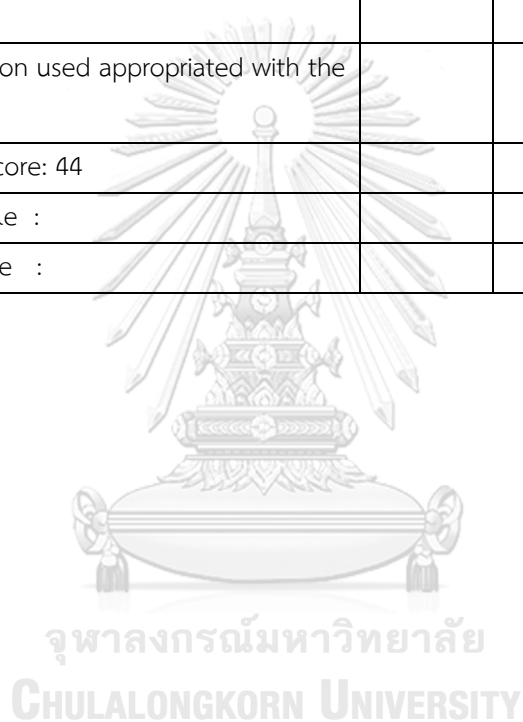 on used appropriated with the
core: 44
e :
e :
จุฬาลงกรณ์มหาวิทยาลัย
CHULALONGKORN UNIVERSITY